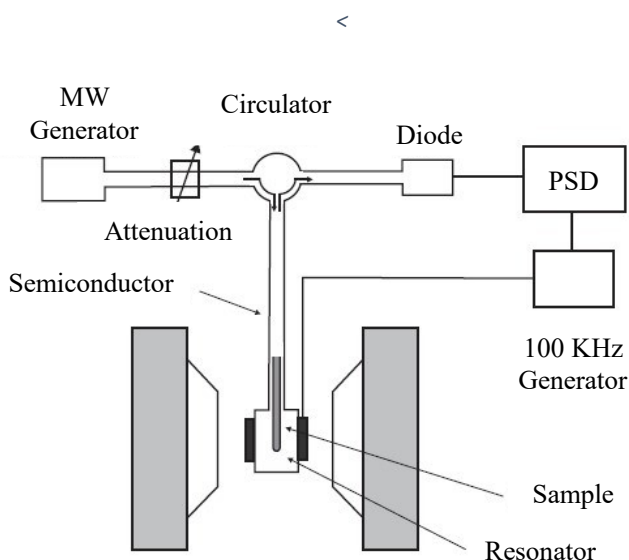 <
MW
Generator
Circulator
Diode
PSD
Attenuation
Semiconductor
100 KHz
Generator
Sample
Resonator